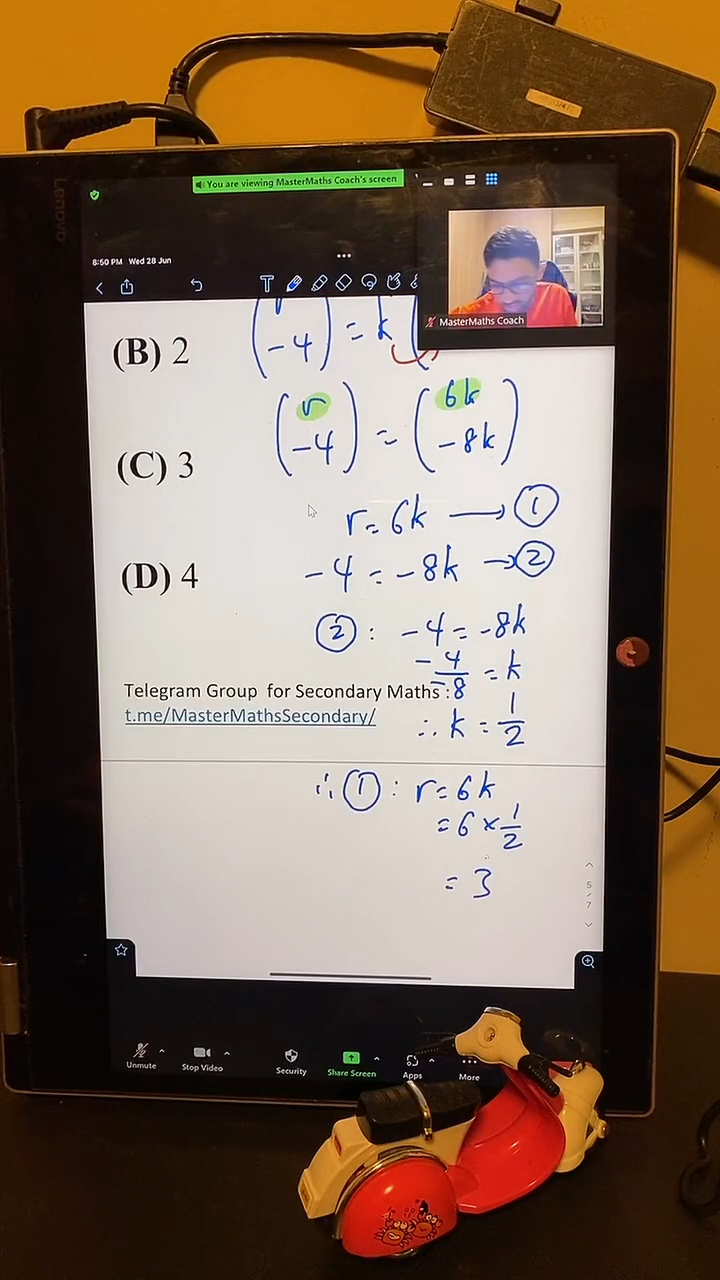 Lenovo
You are viewing MasterMaths Coach's screen
8:50 PM Wed 28 Jun
MasterMaths Coach
(B) 2
(-4) = k (
(C) 3
(r -4) = (6k -8k)
r = 6k → ①
(D) 4
-4 = -8k → ②
② : -4 = -8k
-4/-8 = k
Telegram Group for Secondary Maths :
t.me/MasterMathsSecondary/
∴ k = 1/2
∴ ① : r = 6k
= 6 × 1/2
= 3
5/7
Unmute Stop Video Security Share Screen Apps More